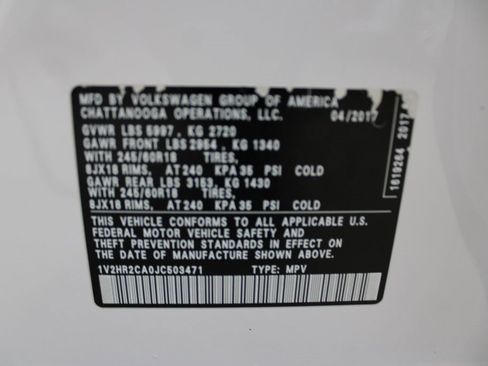 MFD BY VOLKSWAGEN GROUP OF AMERICA
CHATTANOOGA OPERATIONS, LLC. 04/2017
GVWR LBS 5997, KG 2720
GAWR FRONT LBS 2954, KG 1340
WITH 245/60R18 TIRES,
8JX18 RIMS, AT 240 KPA 35 PSI COLD
GAWR REAR LBS 3153, KG 1430
WITH 245/60R18 TIRES,
8JX18 RIMS, AT 240 KPA 35 PSI COLD
THIS VEHICLE CONFORMS TO ALL APPLICABLE U.S.
FEDERAL MOTOR VEHICLE SAFETY AND
THEFT PREVENTION STANDARDS IN EFFECT ON
THE DATE OF MANUFACTURE SHOWN ABOVE.
1V2HR2CA0JC503471 TYPE: MPV
1619264 2017